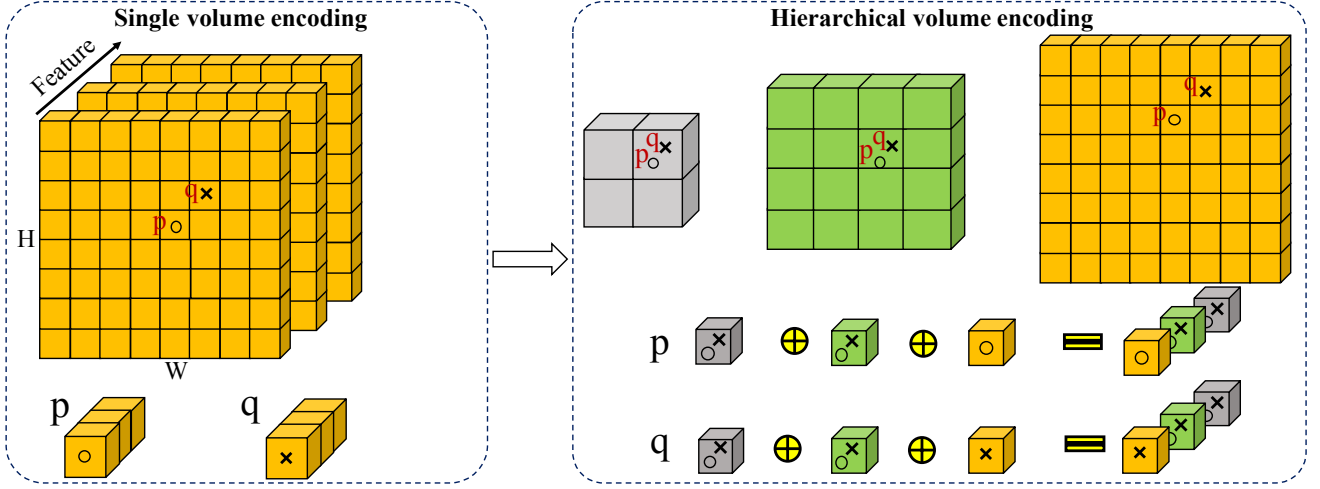 Single volume encoding
Feature
q
p
H
W
p
q
Hierarchical volume encoding
q
p
q
p
q
p
p
q